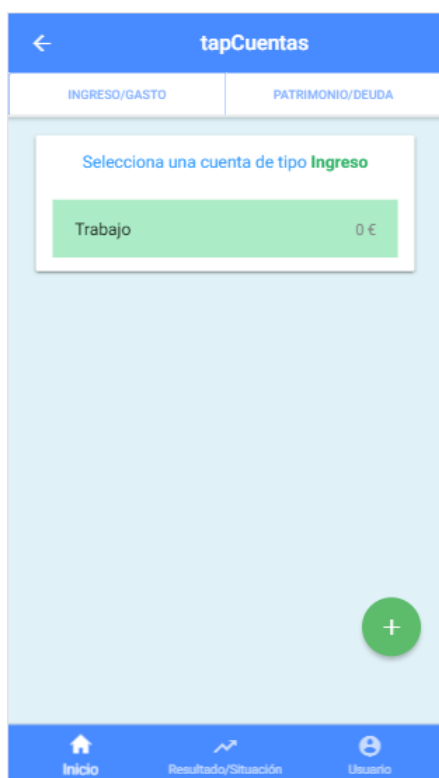 tapCuentas
INGRESO/GASTO PATRIMONIO/DEUDA
Selecciona una cuenta de tipo Ingreso
Trabajo 0 €
+
Inicio Resultado/Situación Usuario